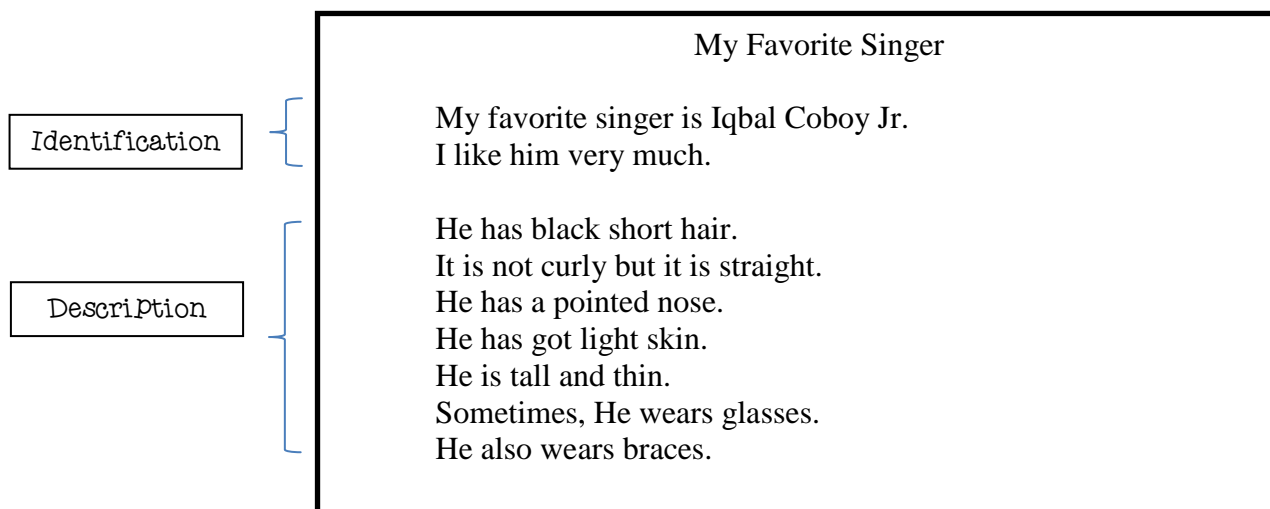 My Favorite Singer
Identification
My favorite singer is Iqbal Coboy Jr.
I like him very much.
Description
He has black short hair.
It is not curly but it is straight.
He has a pointed nose.
He has got light skin.
He is tall and thin.
Sometimes, He wears glasses.
He also wears braces.